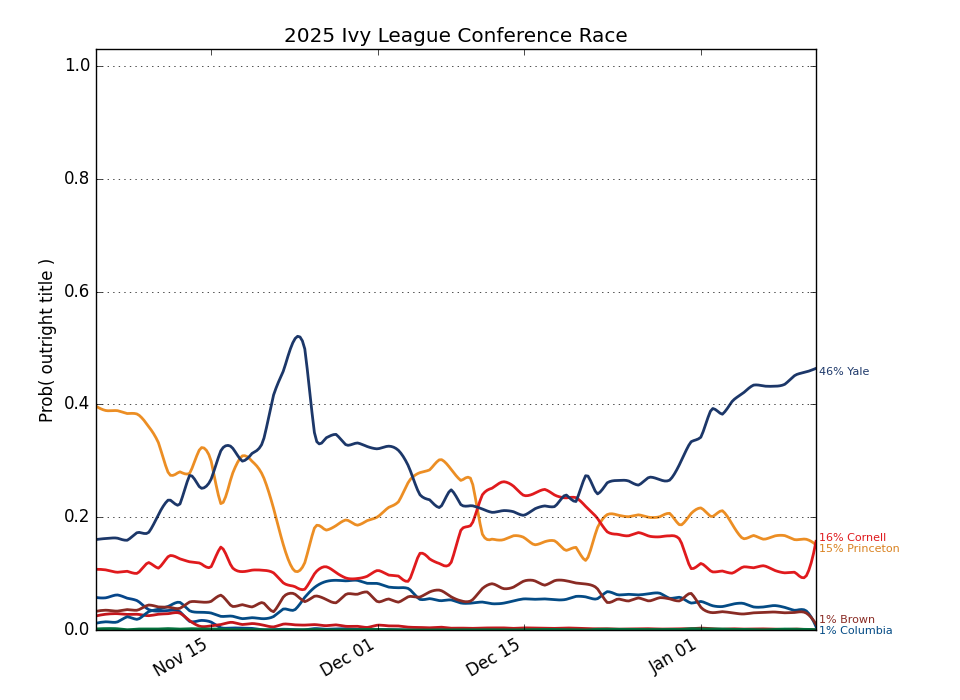 2025 Ivy League Conference Race
Prob( outright title )
1.0
0.8
0.6
0.4
0.2
0.0
46% Yale
16% Cornell
15% Princeton
1% Brown
1% Columbia
Nov 15
Dec 01
Dec 15
Jan 01